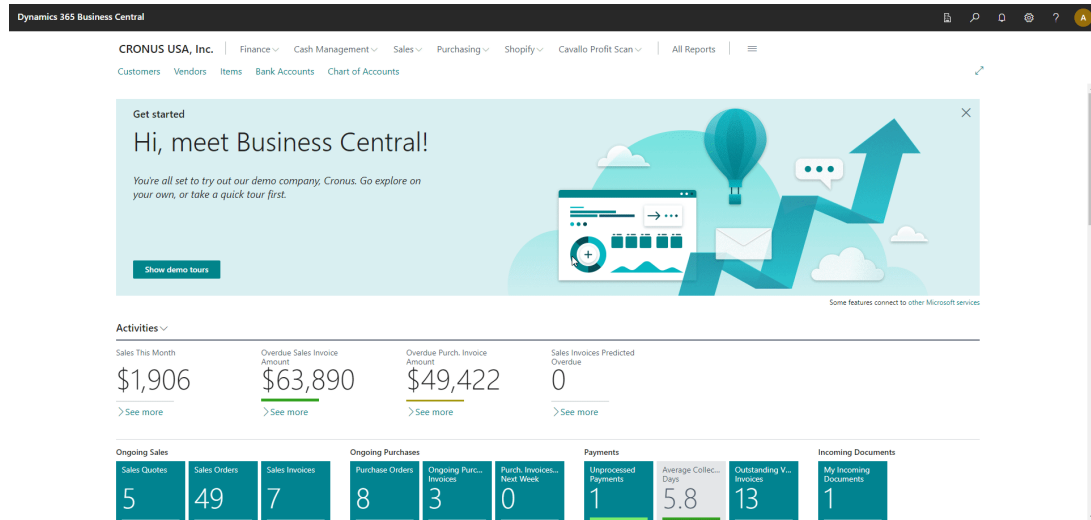 Dynamics 365 Business Central
?
A
CRONUS USA, Inc.
Finance
Cash Management
Sales
Purchasing
Shopify
Cavallo Profit Scan
All Reports
Customers
Vendors
Items
Bank Accounts
Chart of Accounts
Get started
Hi, meet Business Central!
You're all set to try out our demo company, Cronus. Go explore on
your own, or take a quick tour first.
Show demo tours
Some features connect to other Microsoft services
Activities
Sales This Month
$1,906
See more
Overdue Sales Invoice
Amount
$63,890
See more
Overdue Purch. Invoice
Amount
$49,422
See more
Sales Invoices Predicted
Overdue
0
See more
Ongoing Sales
Sales Quotes
5
Sales Orders
49
Sales Invoices
7
Ongoing Purchases
Purchase Orders
8
Ongoing Purc...
Invoices
3
Purch. Invoices...
Next Week
0
Payments
Unprocessed
Payments
1
Average Collec...
Days
5.8
Outstanding V...
Invoices
13
Incoming Documents
My Incoming
Documents
1